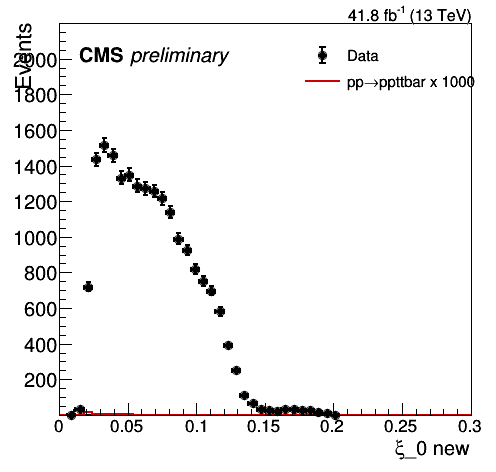 41.8 fb⁻¹ (13 TeV)
Events
CMS preliminary
Data
pp→ppttbar x 1000
2000
1800
1600
1400
1200
1000
800
600
400
200
0 0.05 0.1 0.15 0.2 0.25 0.3
ξ_0 new